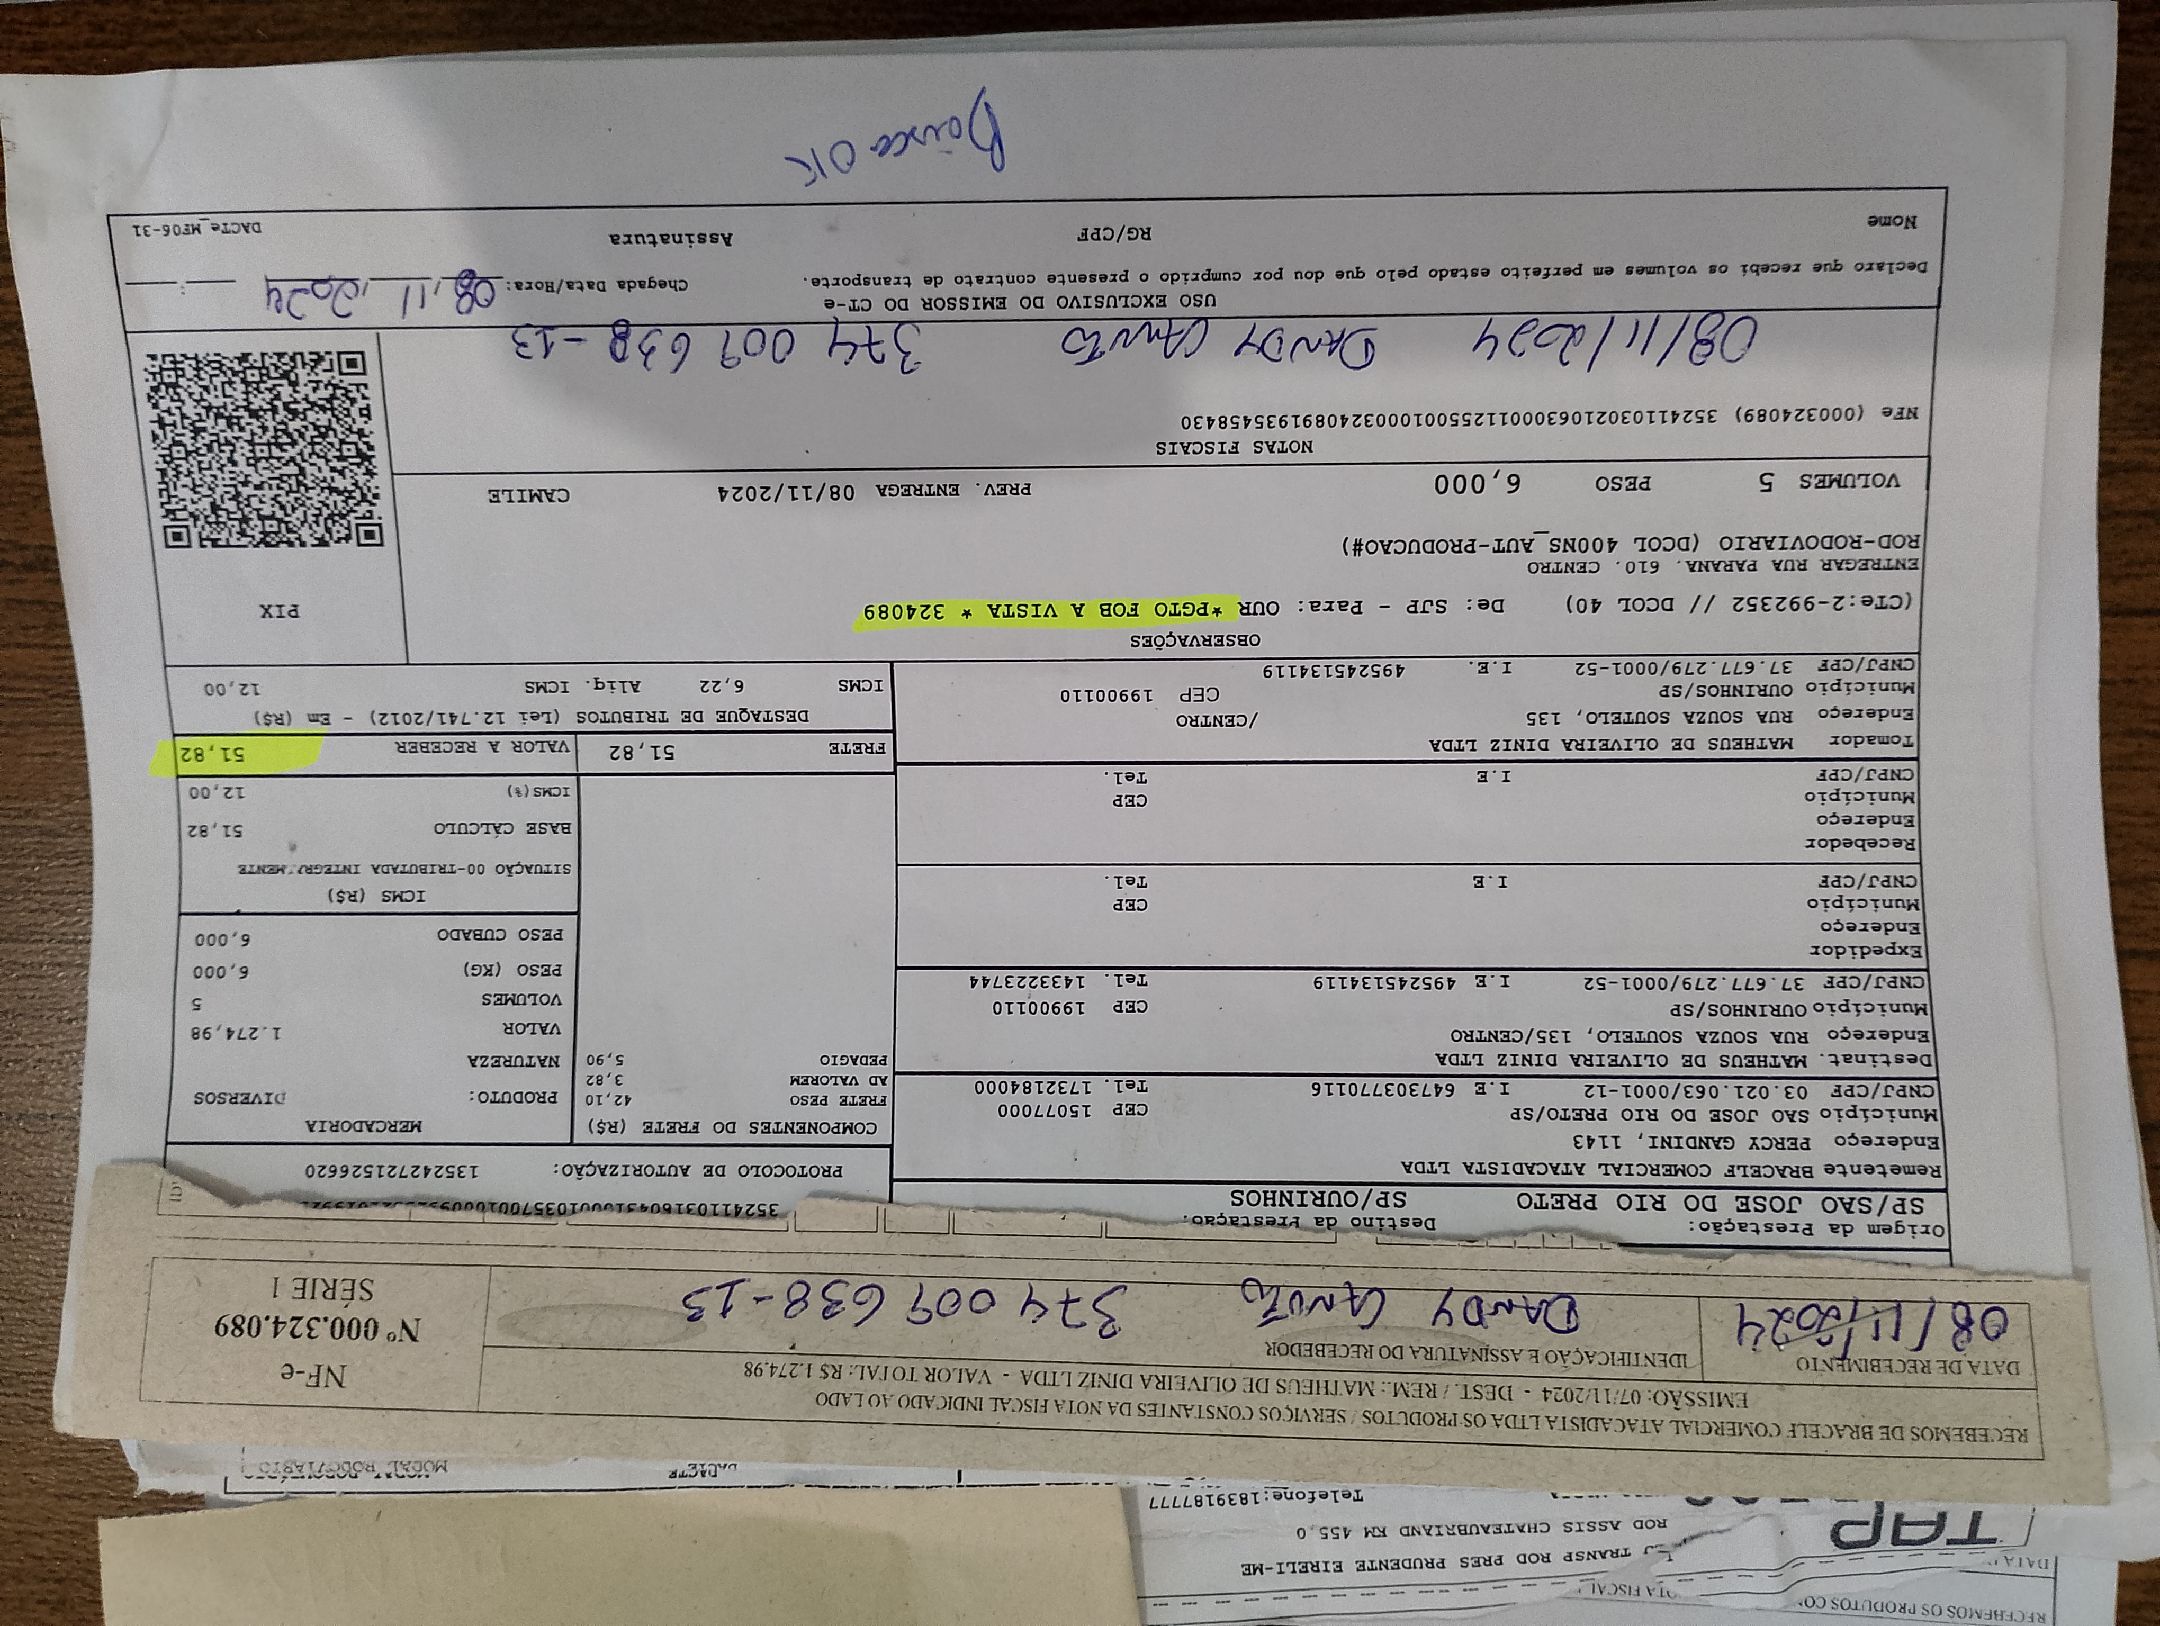 RECEBEMOS OS PRODUTOS CO
TA FISCAL
DATA
TAP
TRANSP ROD PRES PRUDENTE EIRELI-ME
ROD ASSIS CHATEAUBRIAND KM 455,0
Telefone:1839187777
DACTE
MODAL RODOVIÁRIO
RECEBEMOS DE BRACELF COMERCIAL ATACADISTA LTDA OS PRODUTOS / SERVIÇOS CONSTANTES DA NOTA FISCAL INDICADO AO LADO
EMISSÃO: 07/11/2024 - DEST. / REM.: MATHEUS DE OLIVEIRA DINIZ LTDA - VALOR TOTAL: R$ 1.274,98
DATA DE RECEBIMENTO
08/11/2024
IDENTIFICAÇÃO E ASSINATURA DO RECEBEDOR
DANDY CANUTO 374 009 638-13
NF-e
Nº 000.324.089
SÉRIE 1
Origem da Prestação:
SP/SAO JOSE DO RIO PRETO
Destino da Prestação:
SP/OURINHOS
Remetente BRACELF COMERCIAL ATACADISTA LTDA
Endereço PERCY GANDINI, 1143
Município SAO JOSE DO RIO PRETO/SP CEP 15077000
CNPJ/CPF 03.021.063/0001-12 I.E 647303770116 Tel. 1732184000
Destinat. MATHEUS DE OLIVEIRA DINIZ LTDA
Endereço RUA SOUZA SOUTELO, 135/CENTRO
Município OURINHOS/SP CEP 19900110
CNPJ/CPF 37.677.279/0001-52 I.E 495245134119 Tel. 1433223744
Expedidor
Endereço
Município CEP
CNPJ/CPF I.E Tel.
Recebedor
Endereço
Município CEP
CNPJ/CPF I.E Tel.
Tomador MATHEUS DE OLIVEIRA DINIZ LTDA
Endereço RUA SOUZA SOUTELO, 135 /CENTRO
Município OURINHOS/SP CEP 19900110
CNPJ/CPF 37.677.279/0001-52 I.E. 495245134119
PROTOCOLO DE AUTORIZAÇÃO: 135242721526620
COMPONENTES DO FRETE (R$)
FRETE PESO 42,10
AD VALOREM 3,82
PEDAGIO 5,90
MERCADORIA
PRODUTO: DIVERSOS
NATUREZA
VALOR 1.274,98
VOLUMES 5
PESO (KG) 6,000
PESO CUBADO 6,000
ICMS (R$)
SITUAÇÃO 00-TRIBUTADA INTEGRALMENTE
BASE CÁLCULO 51,82
ICMS(%) 12,00
FRETE 51,82 VALOR A RECEBER 51,82
DESTAQUE DE TRIBUTOS (Lei 12.741/2012) - Em (R$)
ICMS 6,22 Aliq. ICMS 12,00
OBSERVAÇÕES
(CTe:2-992352 // DCOL 40) De: SJP - Para: OUR *PGTO FOB A VISTA * 324089
ENTREGAR RUA PARANA, 610. CENTRO
ROD-RODOVIARIO (DCOL 400NS_AUT-PRODUCAO#)
PIX
VOLUMES 5 PESO 6,000 PREV. ENTREGA 08/11/2024 CAMILE
NOTAS FISCAIS
NFe (000324089) 35241103021063000112550010003240891935458430
08/11/2024 DANDY CANUTO 374 009 638-13
USO EXCLUSIVO DO EMISSOR DO CT-e
Declaro que recebi os volumes em perfeito estado pelo que dou por cumprido o presente contrato de transporte.
Chegada Data/Hora: 08/11/2024 __:__
Nome RG/CPF Assinatura DACTe_MF06-31
Baixa OK